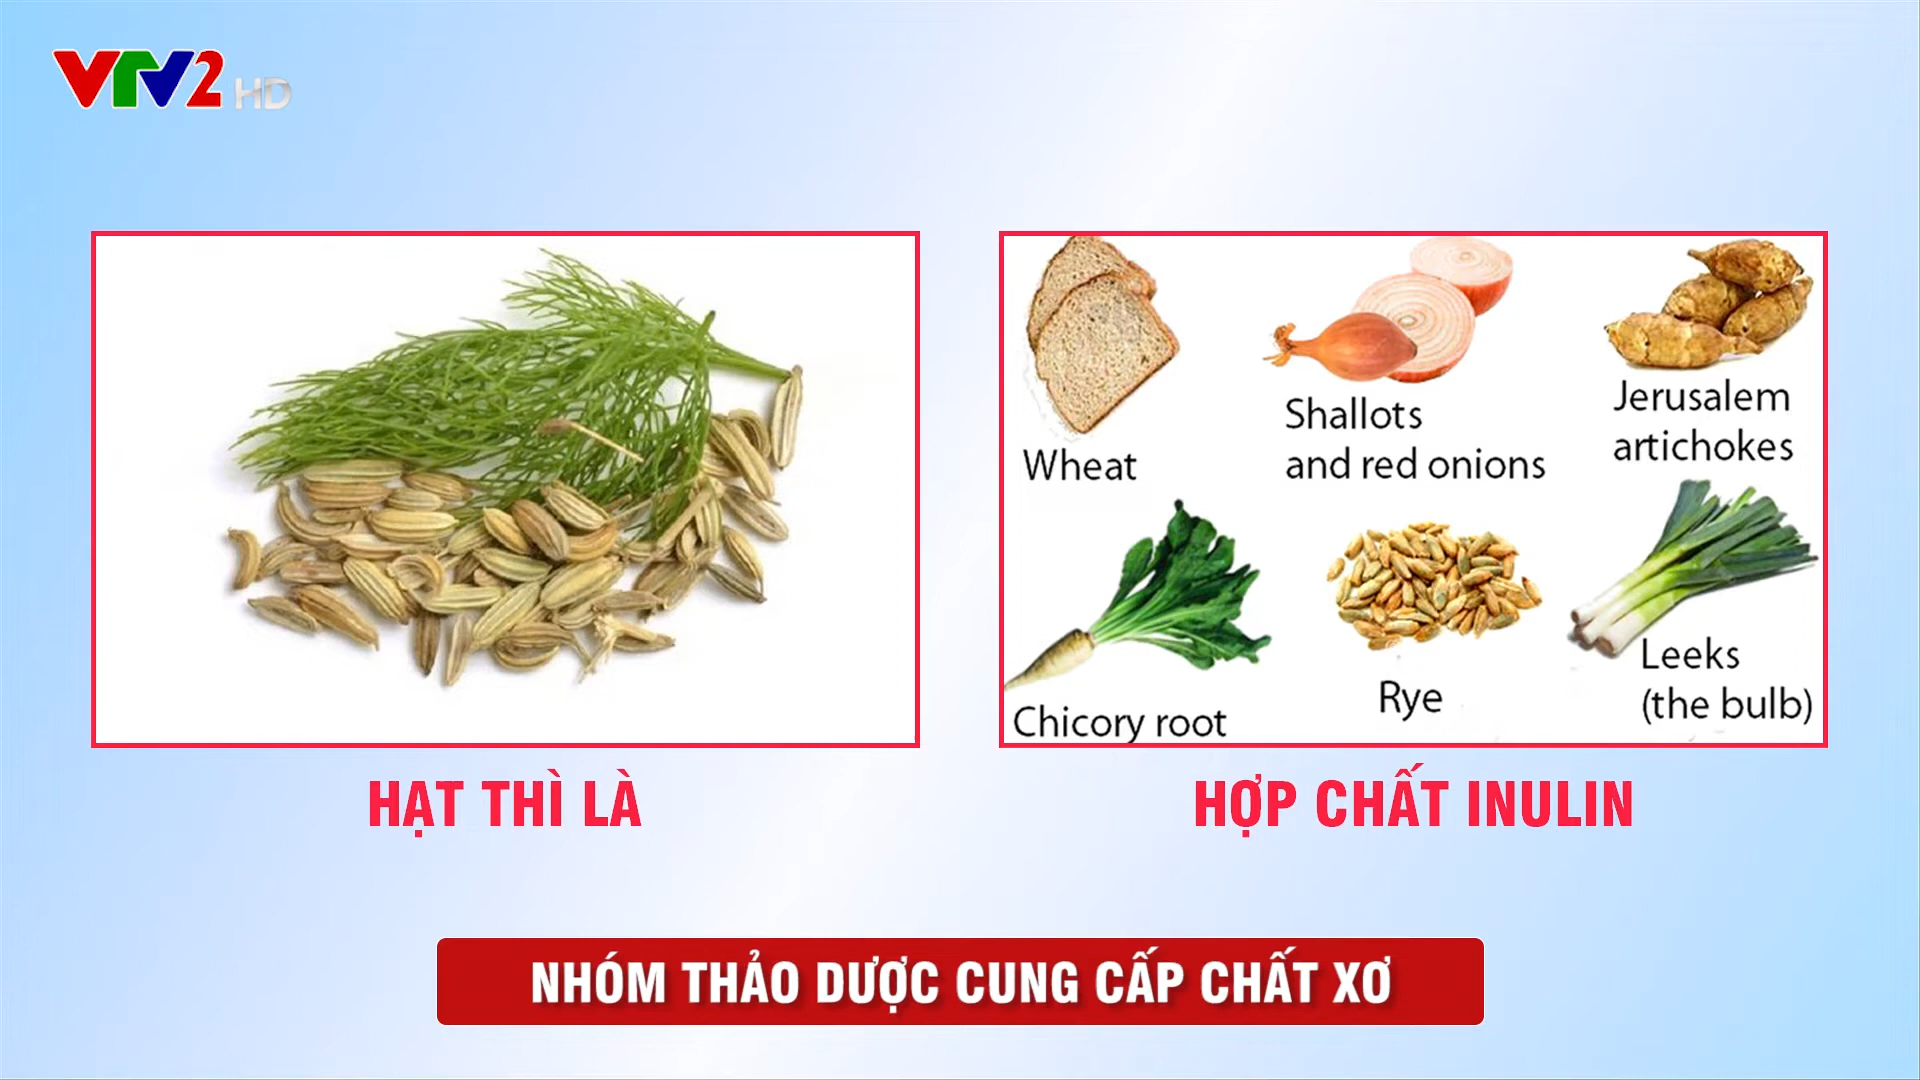 VTV2 HD
Wheat
Shallots
and red onions
Jerusalem
artichokes
Chicory root
Rye
Leeks
(the bulb)
HẠT THÌ LÀ
HỢP CHẤT INULIN
NHÓM THẢO DƯỢC CUNG CẤP CHẤT XƠ